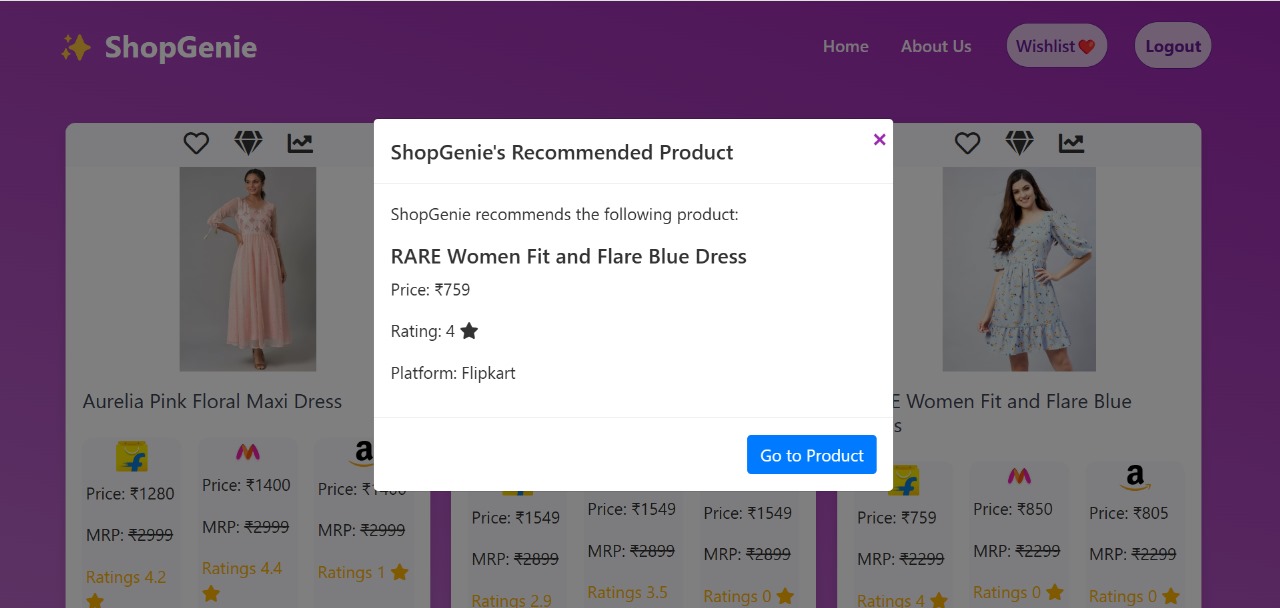 ShopGenie
Home
About Us
Wishlist❤️
Logout
ShopGenie's Recommended Product
×
ShopGenie recommends the following product:
RARE Women Fit and Flare Blue Dress
Price: ₹759
Rating: 4 ★
Platform: Flipkart
Go to Product
Aurelia Pink Floral Maxi Dress
Price: ₹1280
MRP: ₹2999
Ratings 4.2
★
Price: ₹1400
MRP: ₹2999
Ratings 4.4
★
a
Price: ₹1400
MRP: ₹2999
Ratings 1 ★
Price: ₹1549
MRP: ₹2899
Ratings 2.9
Price: ₹1549
MRP: ₹2899
Ratings 3.5
Price: ₹1549
MRP: ₹2899
Ratings 0 ★
E Women Fit and Flare Blue
s
Price: ₹759
MRP: ₹2299
Ratings 4 ★
Price: ₹850
MRP: ₹2299
Ratings 0 ★
a
Price: ₹805
MRP: ₹2299
Ratings 0 ★